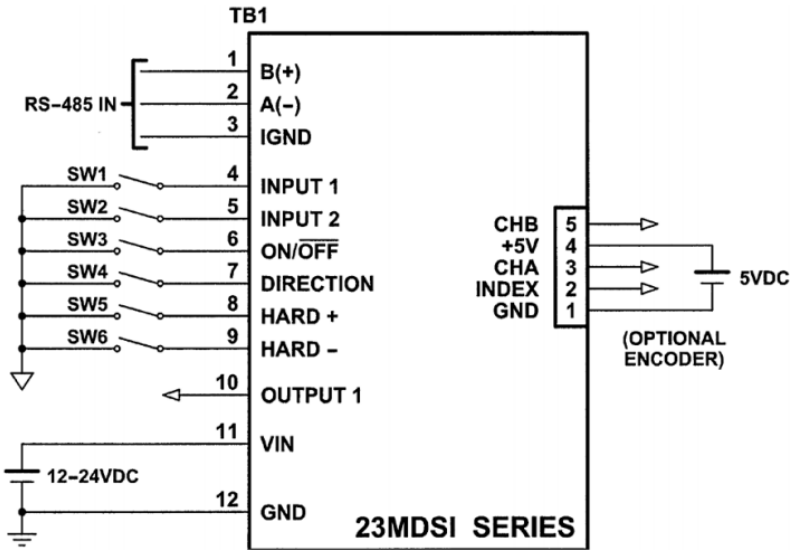 TB1
RS-485 IN
1 B(+)
2 A(-)
3 IGND
SW1 4 INPUT 1
SW2 5 INPUT 2
SW3 6 ON/O̅F̅F̅
SW4 7 DIRECTION
SW5 8 HARD +
SW6 9 HARD -
10 OUTPUT 1
11 VIN
12-24VDC
12 GND
CHB 5
+5V 4
CHA 3
INDEX 2
GND 1
5VDC
(OPTIONAL
ENCODER)
23MDSI SERIES